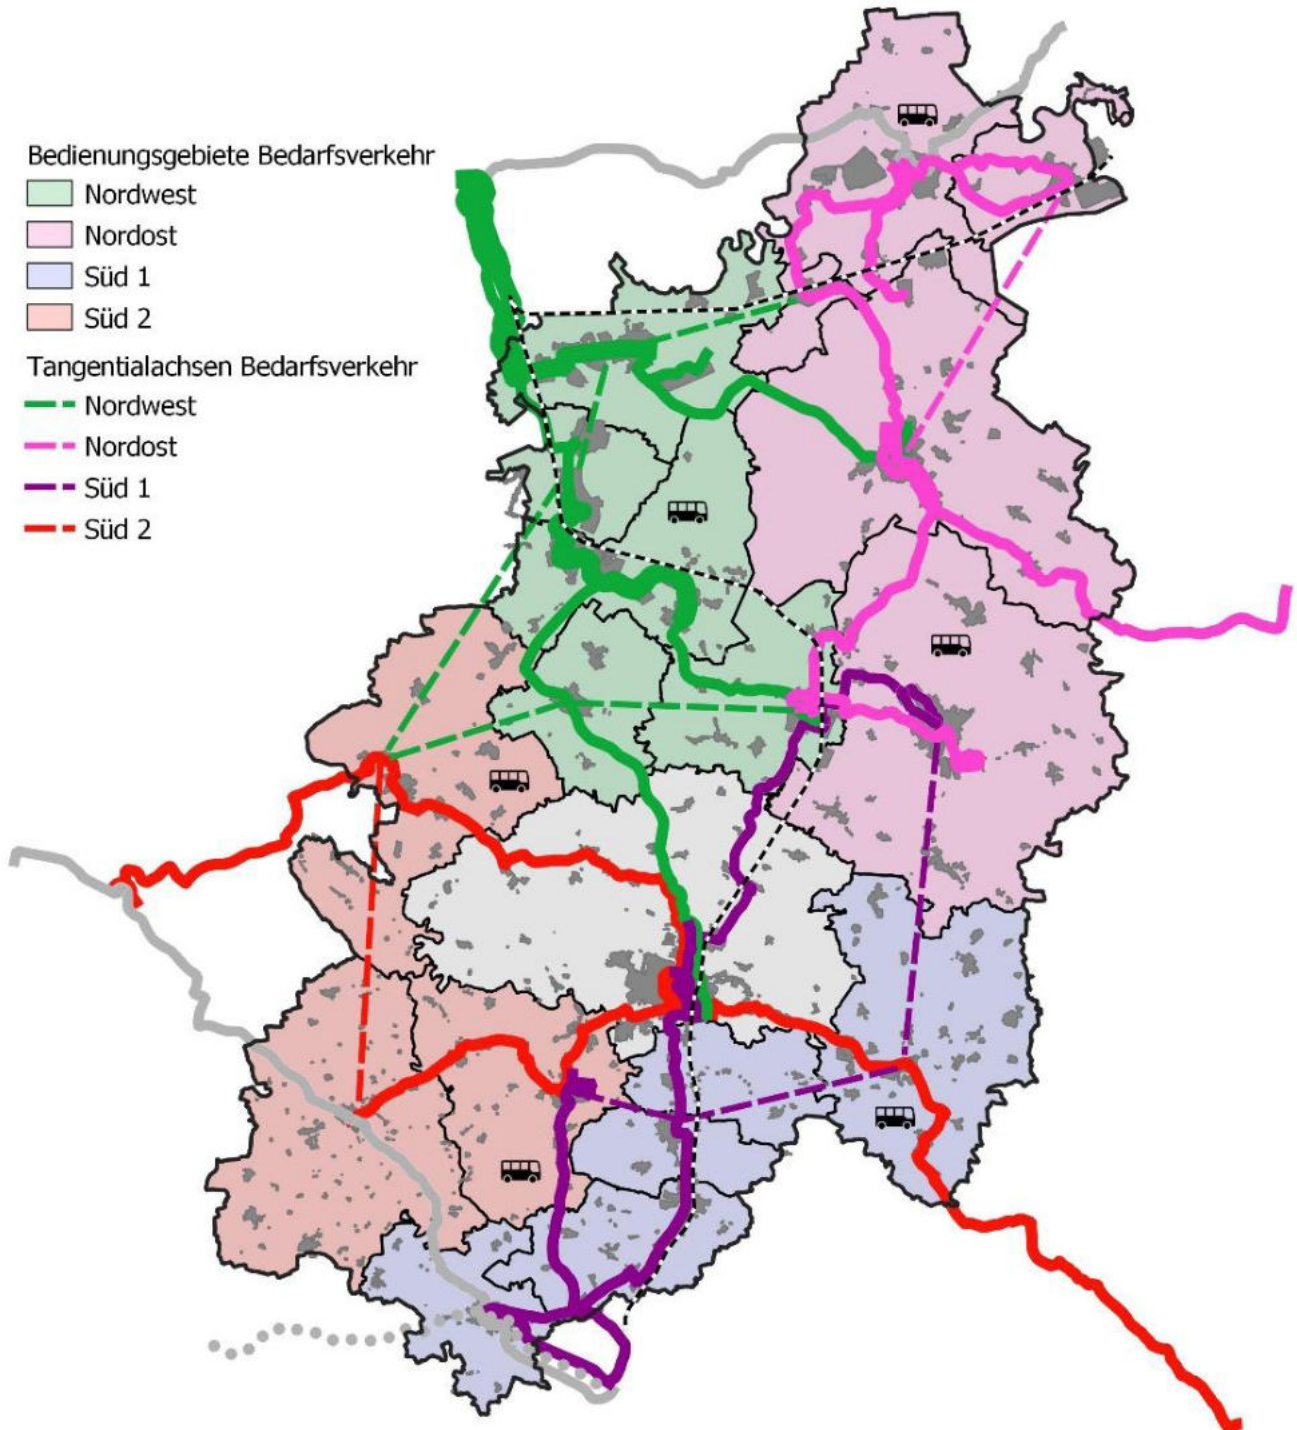 Bedienungsgebiete Bedarfsverkehr
Nordwest
Nordost
Süd 1
Süd 2
Tangentialachsen Bedarfsverkehr
Nordwest
Nordost
Süd 1
Süd 2